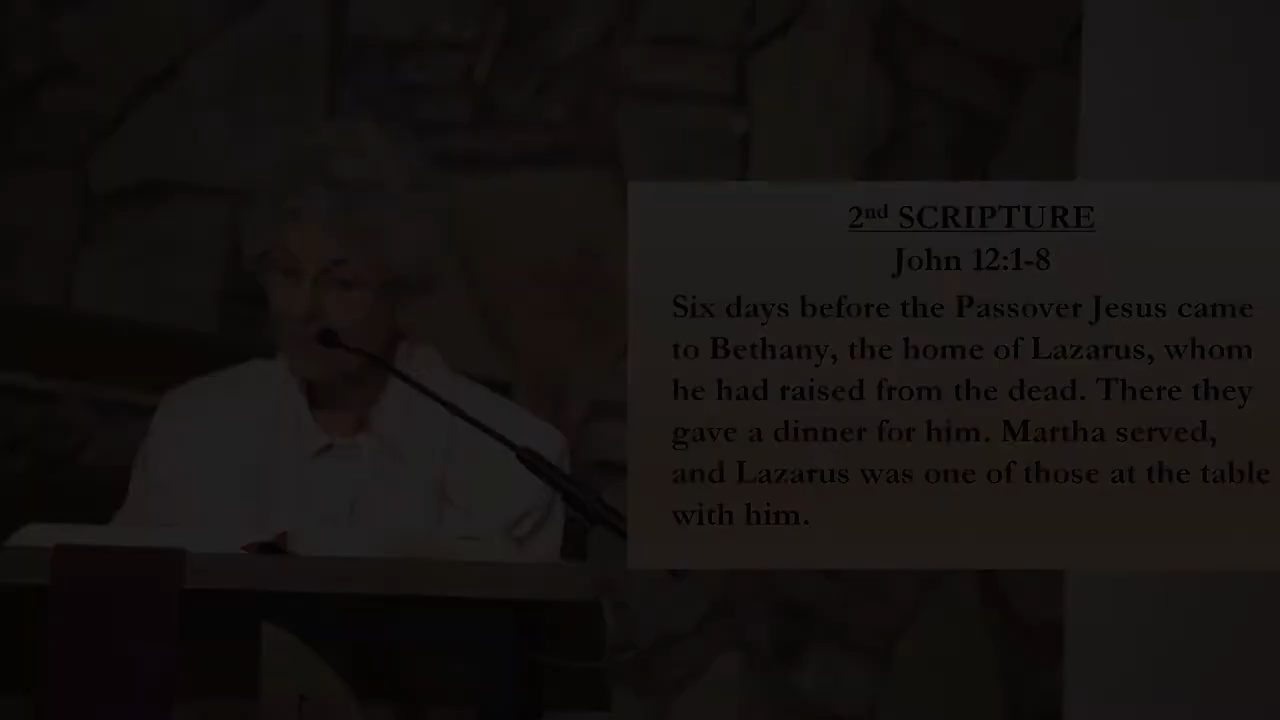 2nd SCRIPTURE
John 12:1-8
Six days before the Passover Jesus came
to Bethany, the home of Lazarus, whom
he had raised from the dead. There they
gave a dinner for him. Martha served,
and Lazarus was one of those at the table
with him.